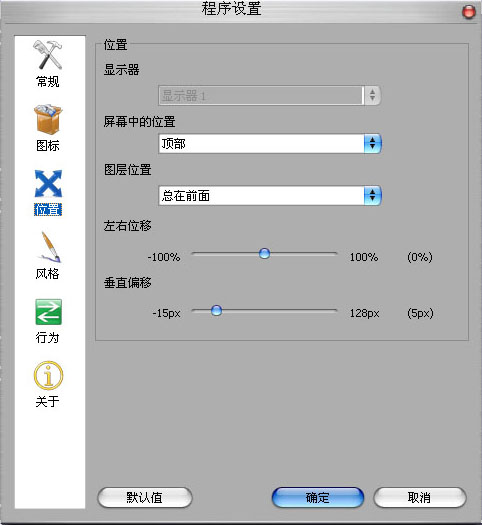 程序设置
常规
图标
位置
风格
行为
关于
位置
显示器
显示器 1
屏幕中的位置
顶部
图层位置
总在前面
左右位移
-100% 100% (0%)
垂直偏移
-15px 128px (5px)
默认值 确定 取消